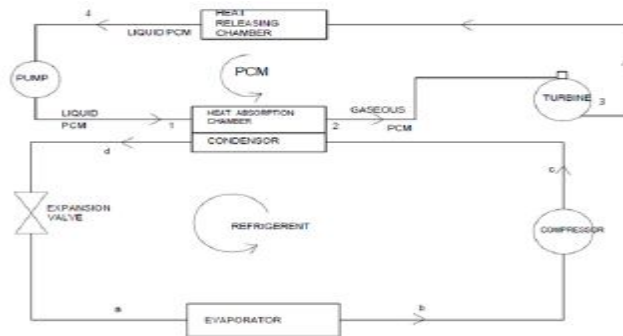 4
HEAT
RELEASING
CHAMBER
LIQUID PCM
PUMP
PCM
LIQUID
PCM
1
HEAT ABSORPTION
CHAMBER
2
GASEOUS
PCM
TURBINE
3
CONDENSOR
d
c
EXPANSION
VALVE
REFRIGERENT
COMPRESSOR
a
EVAPORATOR
b